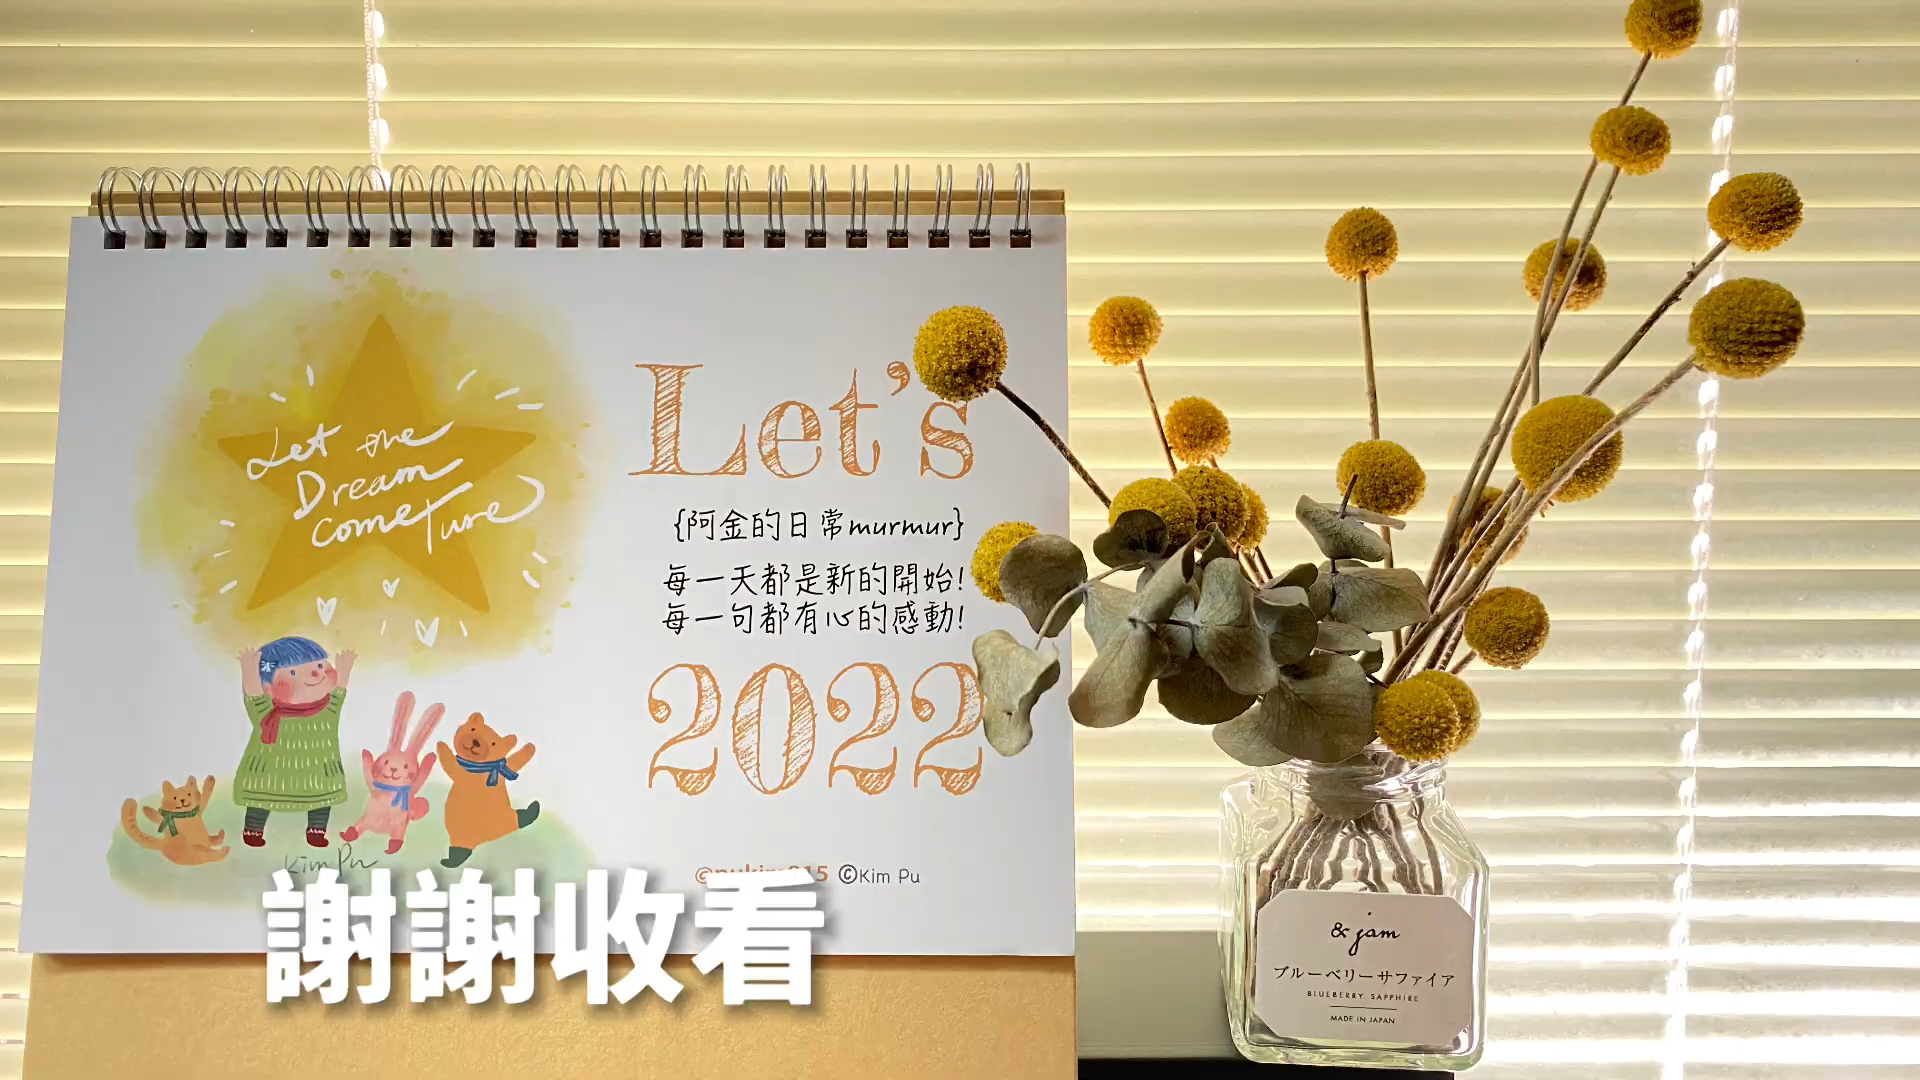 Let the
Dream
come Ture
Kim Pu
Let's
{阿金的日常murmur}
每一天都是新的開始!
每一句都有心的感動!
2022
©Kim Pu
謝謝收看
& jam
ブルーベリーサファイア
BLUEBERRY SAPPHIRE
MADE IN JAPAN